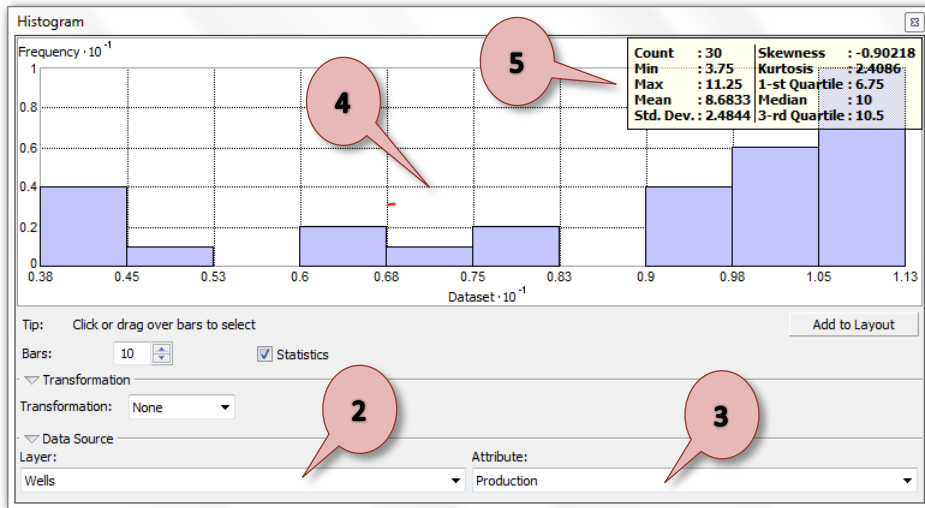 Histogram
Frequency · 10⁻¹
1
0.8
0.6
0.4
0.2
0
0.38 0.45 0.53 0.6 0.68 0.75 0.83 0.9 0.98 1.05 1.13
Dataset · 10⁻¹
Count : 30 Skewness : -0.90218
Min : 3.75 Kurtosis : 2.4086
Max : 11.25 1-st Quartile : 6.75
Mean : 8.6833 Median : 10
Std. Dev. : 2.4844 3-rd Quartile : 10.5
5
4
Tip: Click or drag over bars to select Add to Layout
Bars: 10 Statistics
Transformation
Transformation: None
2
3
Data Source
Layer: Attribute:
Wells Production